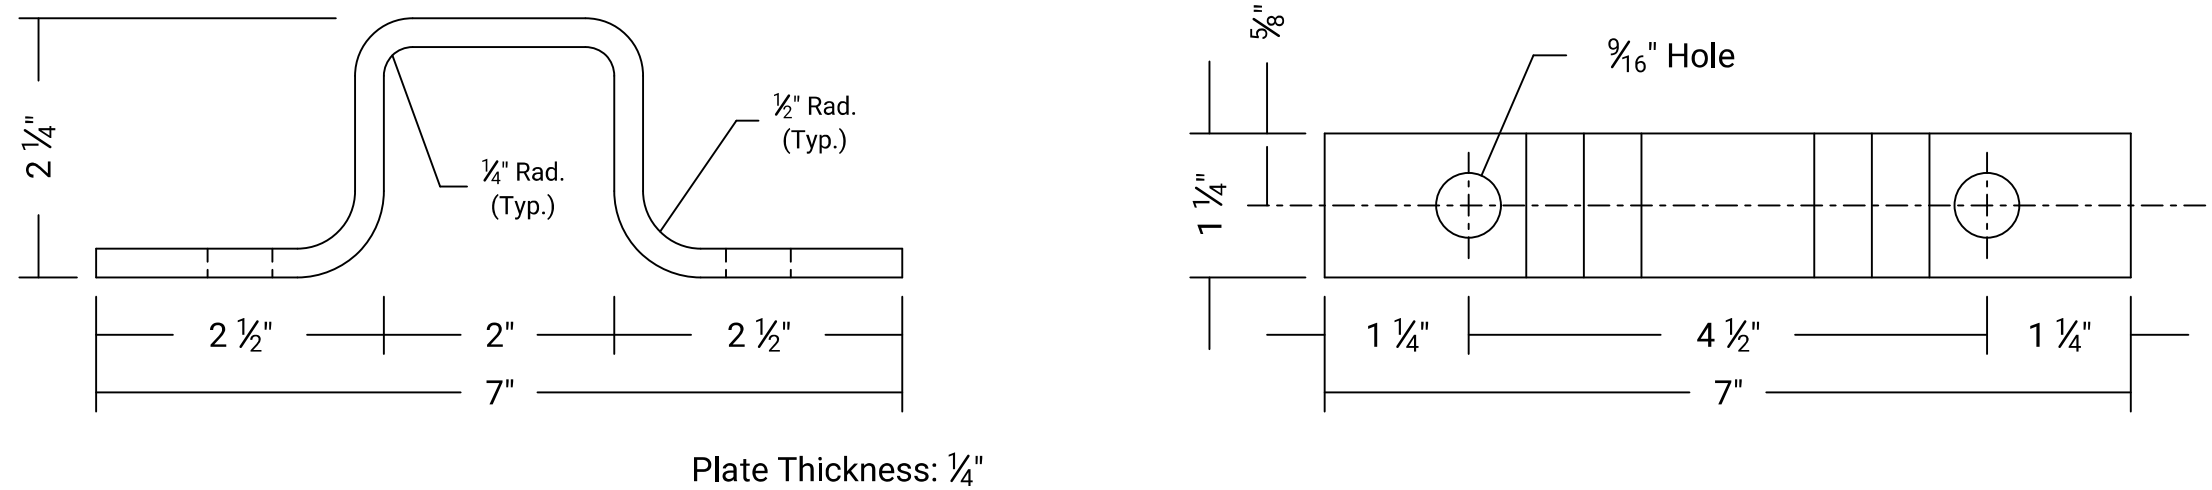 2 ¼"
½" Rad.
(Typ.)
¼" Rad.
(Typ.)
2 ½"
2"
2 ½"
7"
Plate Thickness: ¼"
⅝"
9⁄16" Hole
1 ¼"
1 ¼"
4 ½"
1 ¼"
7"